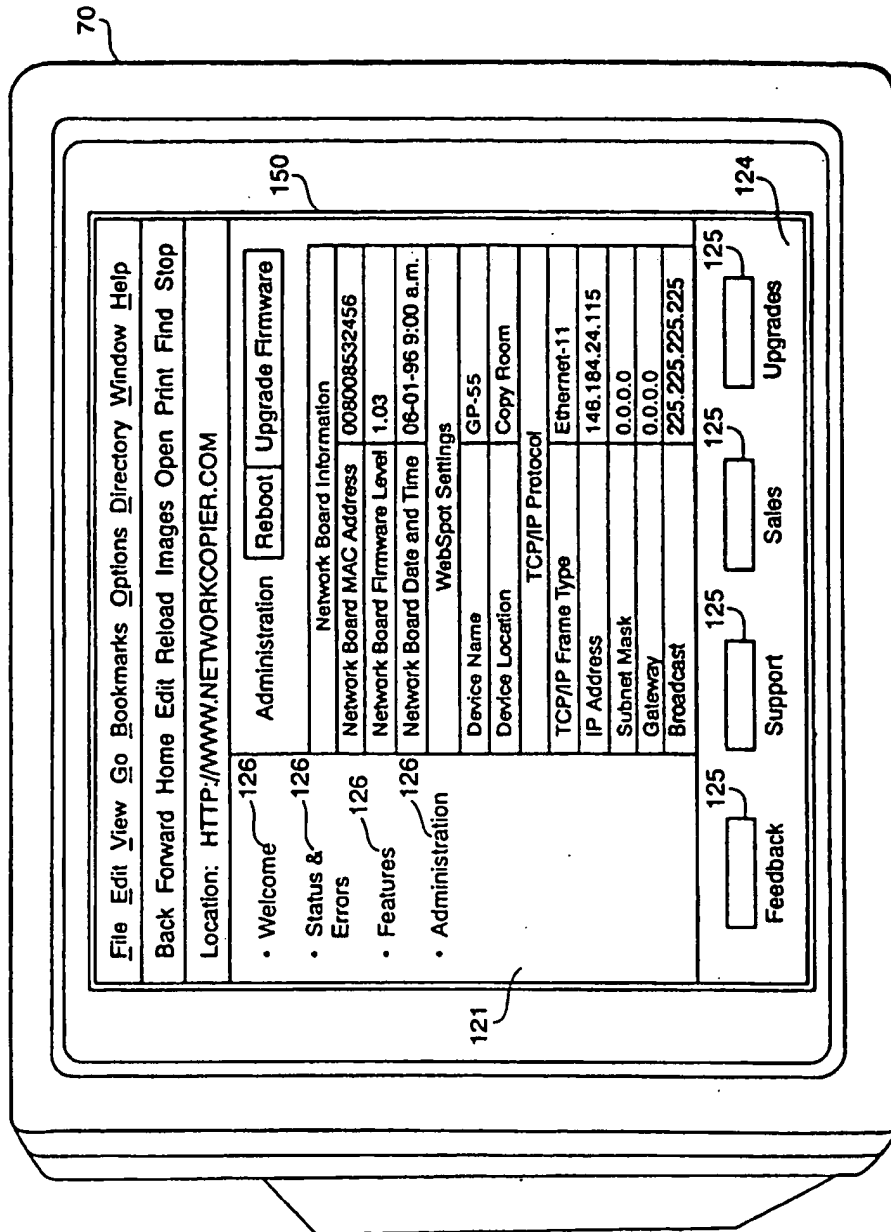 70
150
File Edit View Go Bookmarks Options Directory Window Help
Back Forward Home Edit Reload Images Open Print Find Stop
Location: HTTP://WWW.NETWORKCOPIER.COM
• Welcome 126
• Status & Errors 126
• Features 126
• Administration 126
121
Administration Reboot Upgrade Firmware
Network Board Information
Network Board MAC Address 008008532456
Network Board Firmware Level 1.03
Network Board Date and Time 06-01-96 9:00 a.m.
WebSpot Settings
Device Name GP-55
Device Location Copy Room
TCP/IP Protocol
TCP/IP Frame Type Ethernet-11
IP Address 146.184.24.115
Subnet Mask 0.0.0.0
Gateway 0.0.0.0
Broadcast 225.225.225.225
125 125 125 125
124
Feedback Support Sales Upgrades